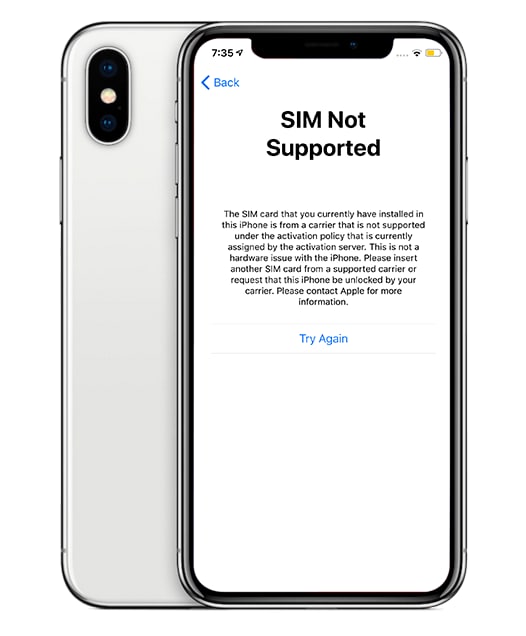 7:35
Back
SIM Not
Supported
The SIM card that you currently have installed in
this iPhone is from a carrier that is not supported
under the activation policy that is currently
assigned by the activation server. This is not a
hardware issue with the iPhone. Please insert
another SIM card from a supported carrier or
request that this iPhone be unlocked by your
carrier. Please contact Apple for more
information.
Try Again